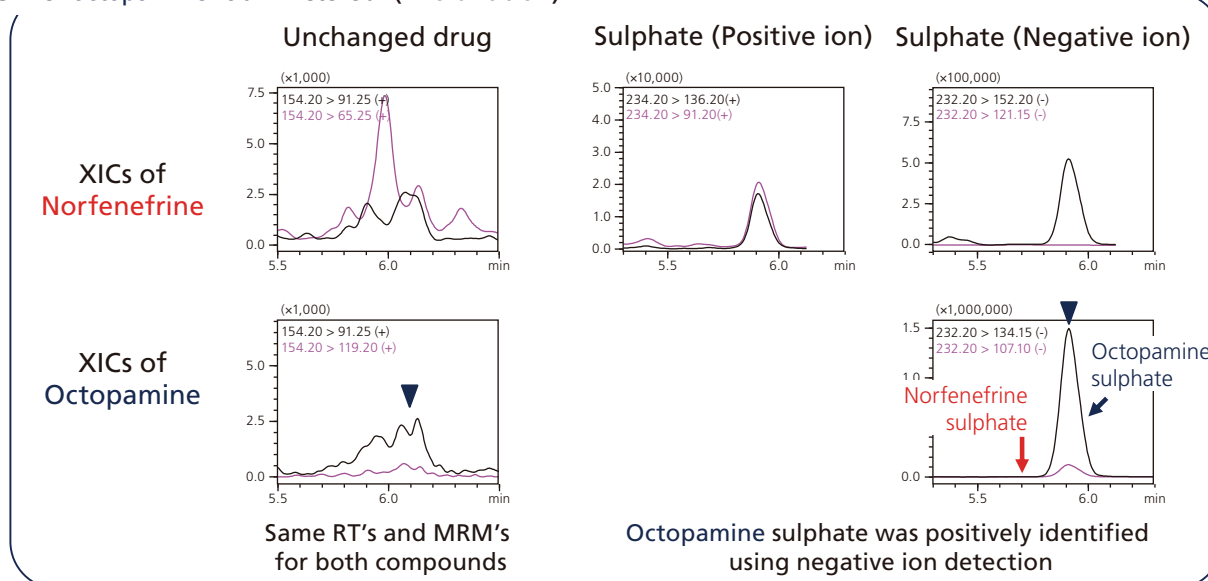 Unchanged drug
Sulphate (Positive ion)
Sulphate (Negative ion)
XICs of
Norfenefrine
(×1,000)
154.20 > 91.25 (+)
154.20 > 65.25 (+)
7.5
5.0
2.5
0.0
5.5
6.0
min
(×10,000)
234.20 > 136.20(+)
234.20 > 91.20(+)
5.0
4.0
3.0
2.0
1.0
0.0
5.5
6.0
min
(×100,000)
232.20 > 152.20 (-)
232.20 > 121.15 (-)
7.5
5.0
2.5
0.0
5.5
6.0
min
XICs of
Octopamine
(×1,000)
154.20 > 91.25 (+)
154.20 > 119.20 (+)
5.0
2.5
0.0
5.5
6.0
min
(×1,000,000)
232.20 > 134.15 (-)
232.20 > 107.10 (-)
1.5
1.0
0.0
5.5
6.0
min
Octopamine
sulphate
Norfenefrine
sulphate
Same RT's and MRM's
for both compounds
Octopamine sulphate was positively identified
using negative ion detection